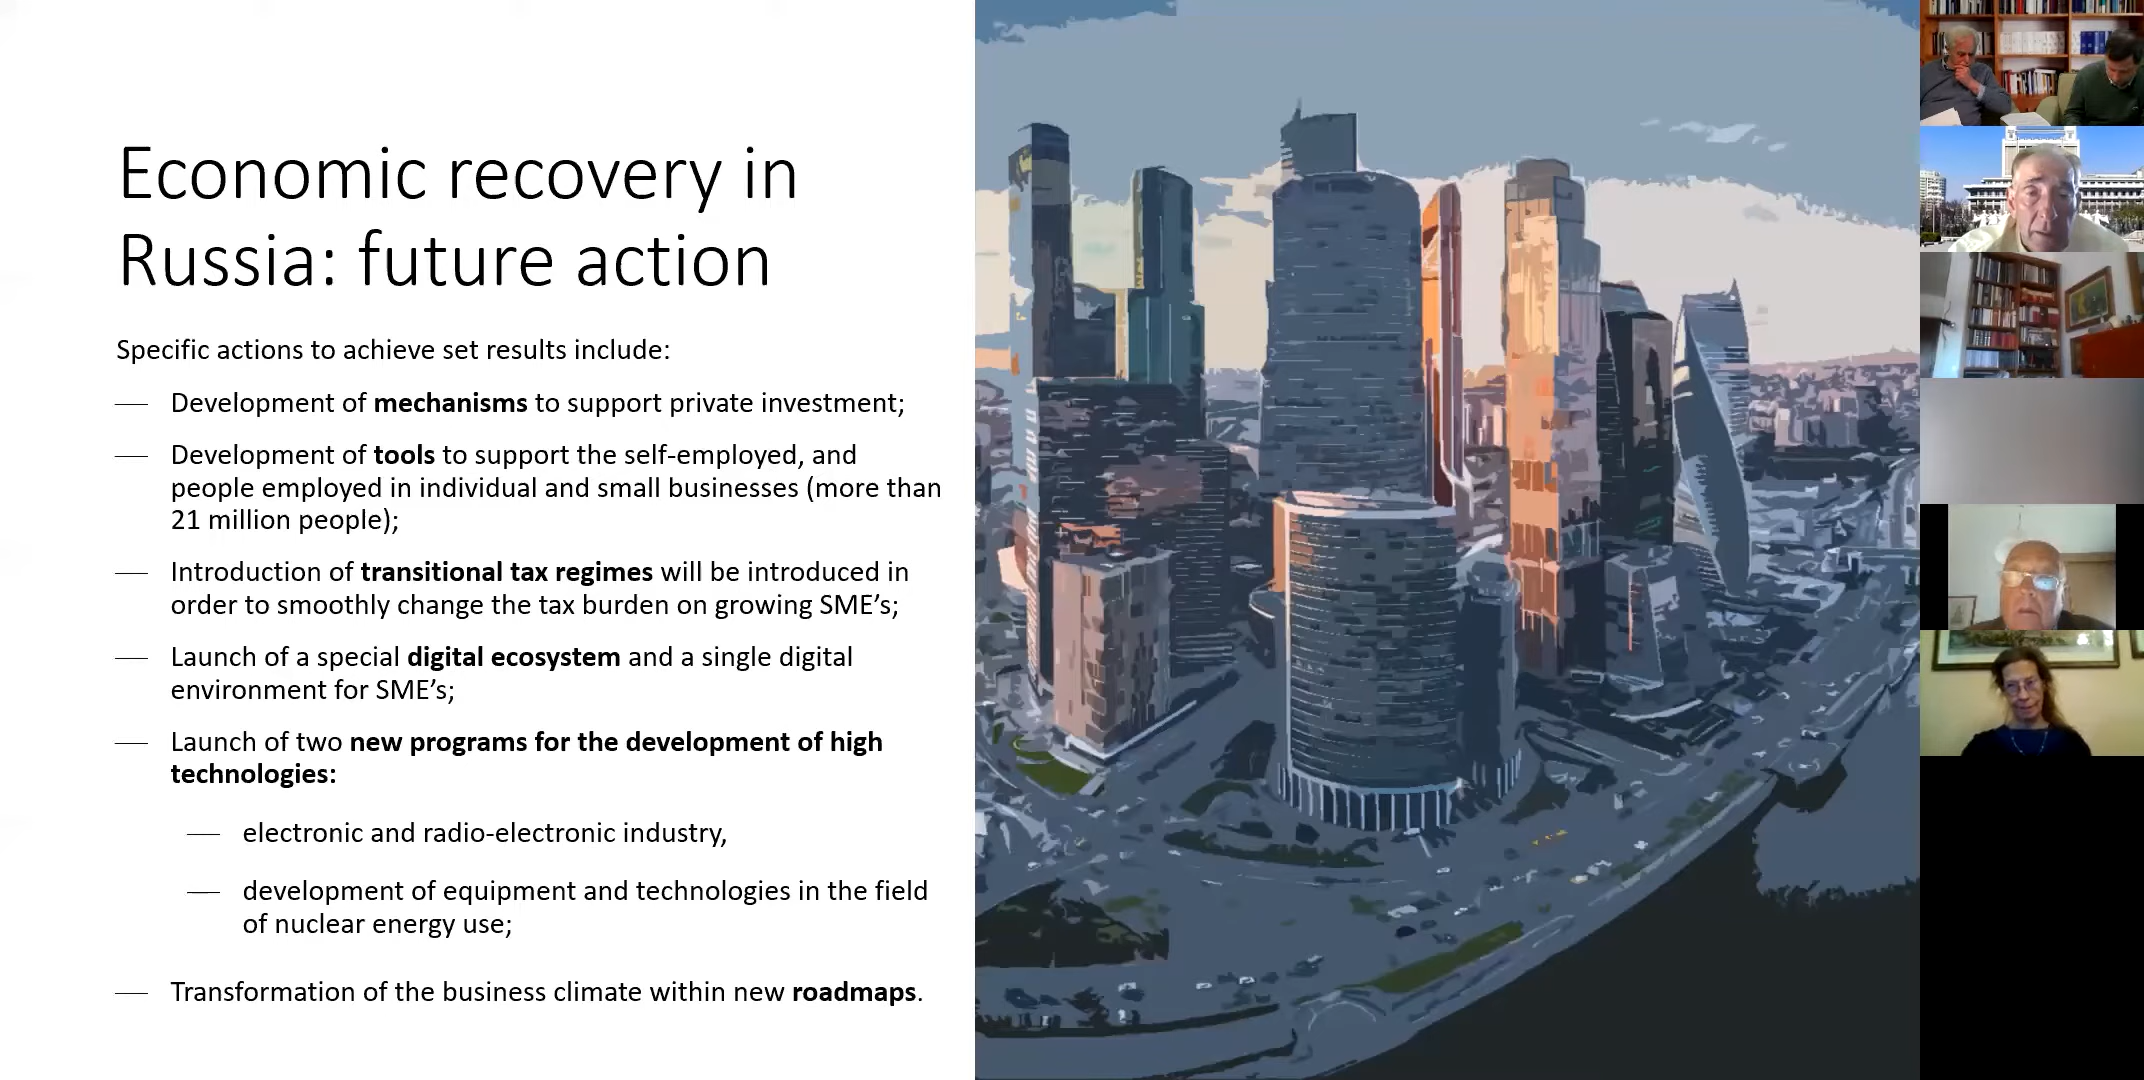 Economic recovery in
Russia: future action
Specific actions to achieve set results include:
— Development of mechanisms to support private investment;
— Development of tools to support the self-employed, and
people employed in individual and small businesses (more than
21 million people);
— Introduction of transitional tax regimes will be introduced in
order to smoothly change the tax burden on growing SME’s;
— Launch of a special digital ecosystem and a single digital
environment for SME’s;
— Launch of two new programs for the development of high
technologies:
— electronic and radio-electronic industry,
— development of equipment and technologies in the field
of nuclear energy use;
— Transformation of the business climate within new roadmaps.